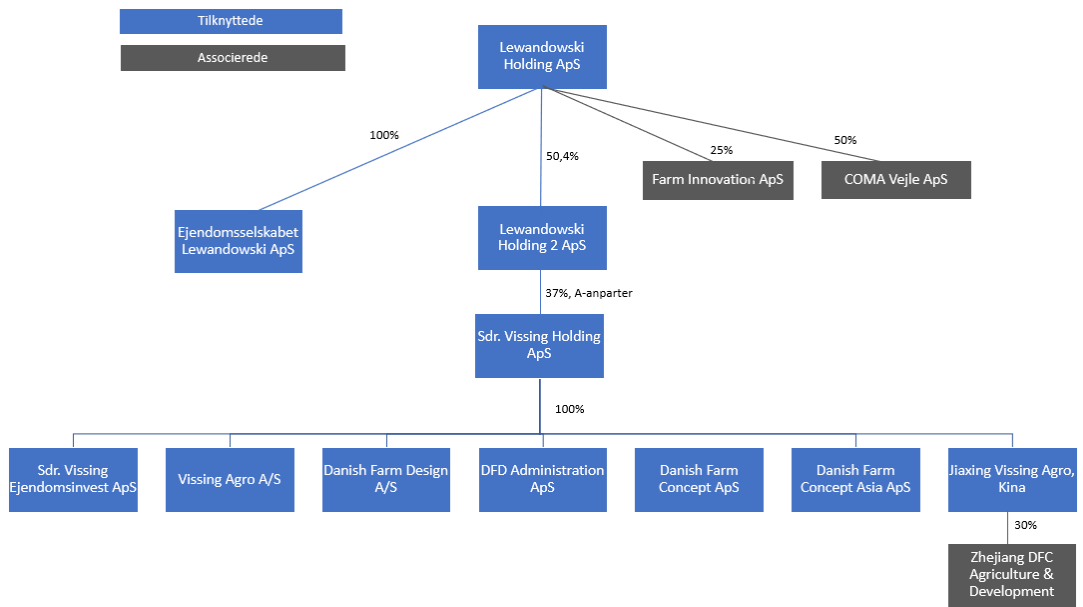 Tilknyttede
Associerede
Lewandowski
Holding ApS
100%
50,4%
25%
50%
Farm Innovation ApS
COMA Vejle ApS
Ejendomsselskabet
Lewandowski ApS
Lewandowski
Holding 2 ApS
37%, A-anparter
Sdr. Vissing Holding
ApS
100%
Sdr. Vissing
Ejendomsinvest ApS
Vissing Agro A/S
Danish Farm Design
A/S
DFD Administration
ApS
Danish Farm
Concept ApS
Danish Farm
Concept Asia ApS
Jiaxing Vissing Agro,
Kina
30%
Zhejiang DFC
Agriculture &
Development